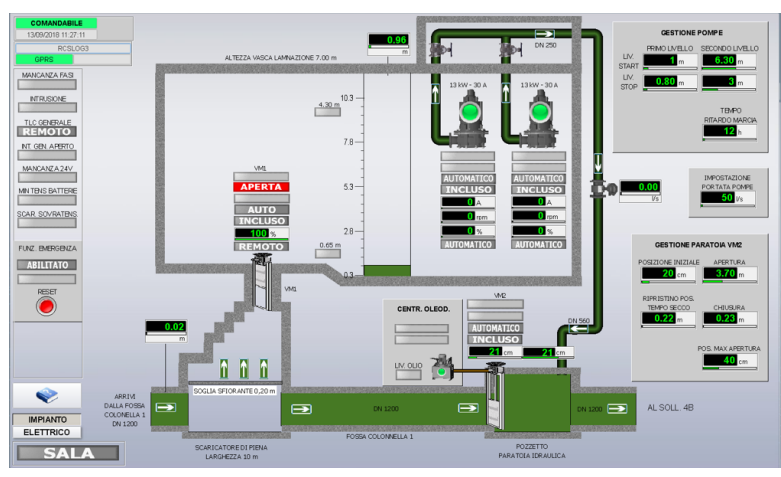 COMANDABILE
13/09/2018 11:27:11
RCSLOG3
GPRS
MANCANZA FASI
INTRUSIONE
TLC GENERALE
REMOTO
INT. GEN. APERTO
MANCANZA 24V
MIN TENS BATTERIE
SCAR. SOVRATENS.
FUNZ. EMERGENZA
ABILITATO
RESET
IMPIANTO
ELETTRICO
SALA
ALTEZZA VASCA LAMNAZIONE 7.00 m
0.96
m
DN 250
4.30 m
10.3
7.8
5.3
2.8
0.3
0.65 m
VM1
APERTA
AUTO
INCLUSO
100 %
REMOTO
VM1
13 kW - 30 A
13 kW - 30 A
AUTOMATICO
INCLUSO
0 A
0 rpm
0 %
AUTOMATICO
AUTOMATICO
INCLUSO
0 A
0 rpm
0 %
AUTOMATICO
0.00
l/s
GESTIONE POMPE
PRIMO LIVELLO SECONDO LIVELLO
LIV. START 1 m 6.30 m
LIV. STOP 0.80 m 3 m
TEMPO
RITARDO MARCIA
12 h
IMPOSTAZIONE
PORTATA POMPE
50 l/s
GESTIONE PARATOIA VM2
POSIZIONE INIZIALE APERTURA
20 cm 3.70 m
RIPRISTINO POS.
TEMPO SECCO CHIUSURA
0.22 m 0.23 m
POS. MAX APERTURA
40 cm
CENTR. OLEOD.
LIV. OLIO
VM2
AUTOMATICO
INCLUSO
21 cm 21 cm
DN 560
0.02
m
ARRIVI
DALLA FOSSA
COLONELLA 1
DN 1200
SOGLIA SFIORANTE 0,20 m
DN 1200
DN 1200
AL SOLL. 4B
FOSSA COLONNELLA 1
SCARICATORE DI PIENA
LARGHEZZA 10 m
POZZETTO
PARATOIA IDRAULICA